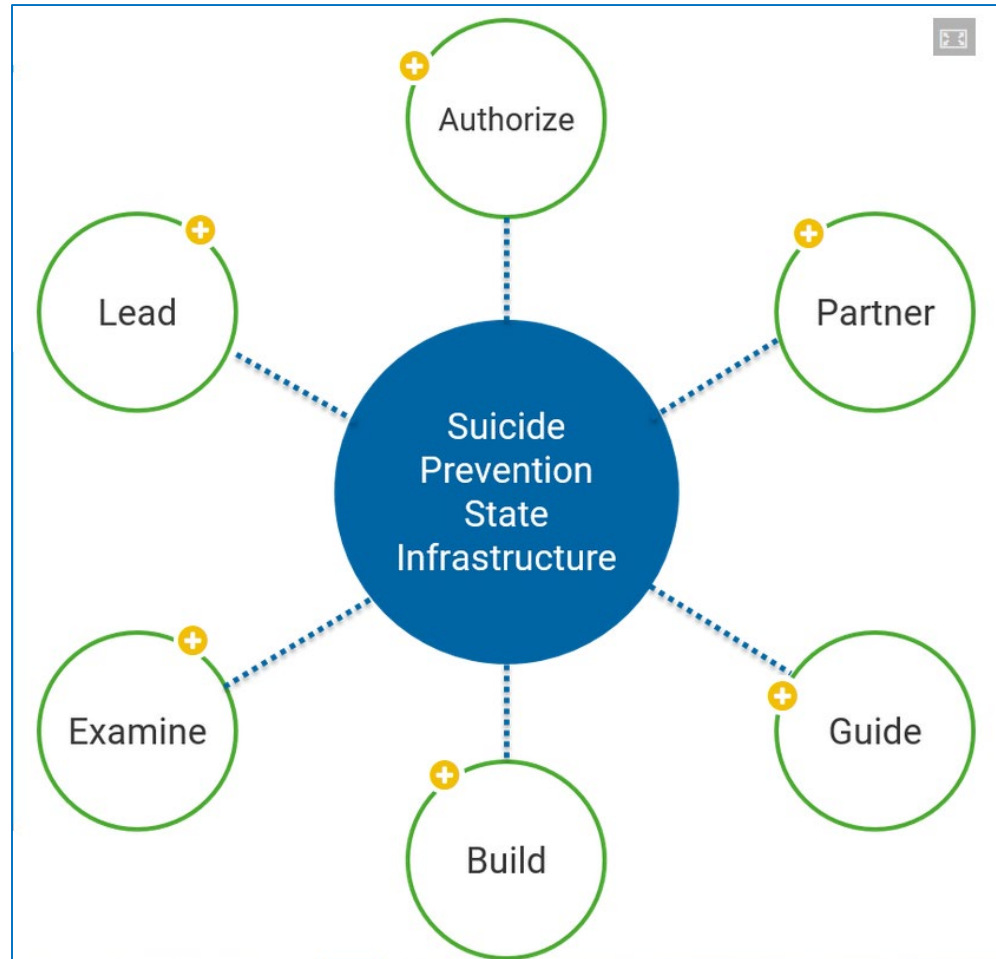 Authorize
Lead
Partner
Suicide
Prevention
State
Infrastructure
Examine
Guide
Build